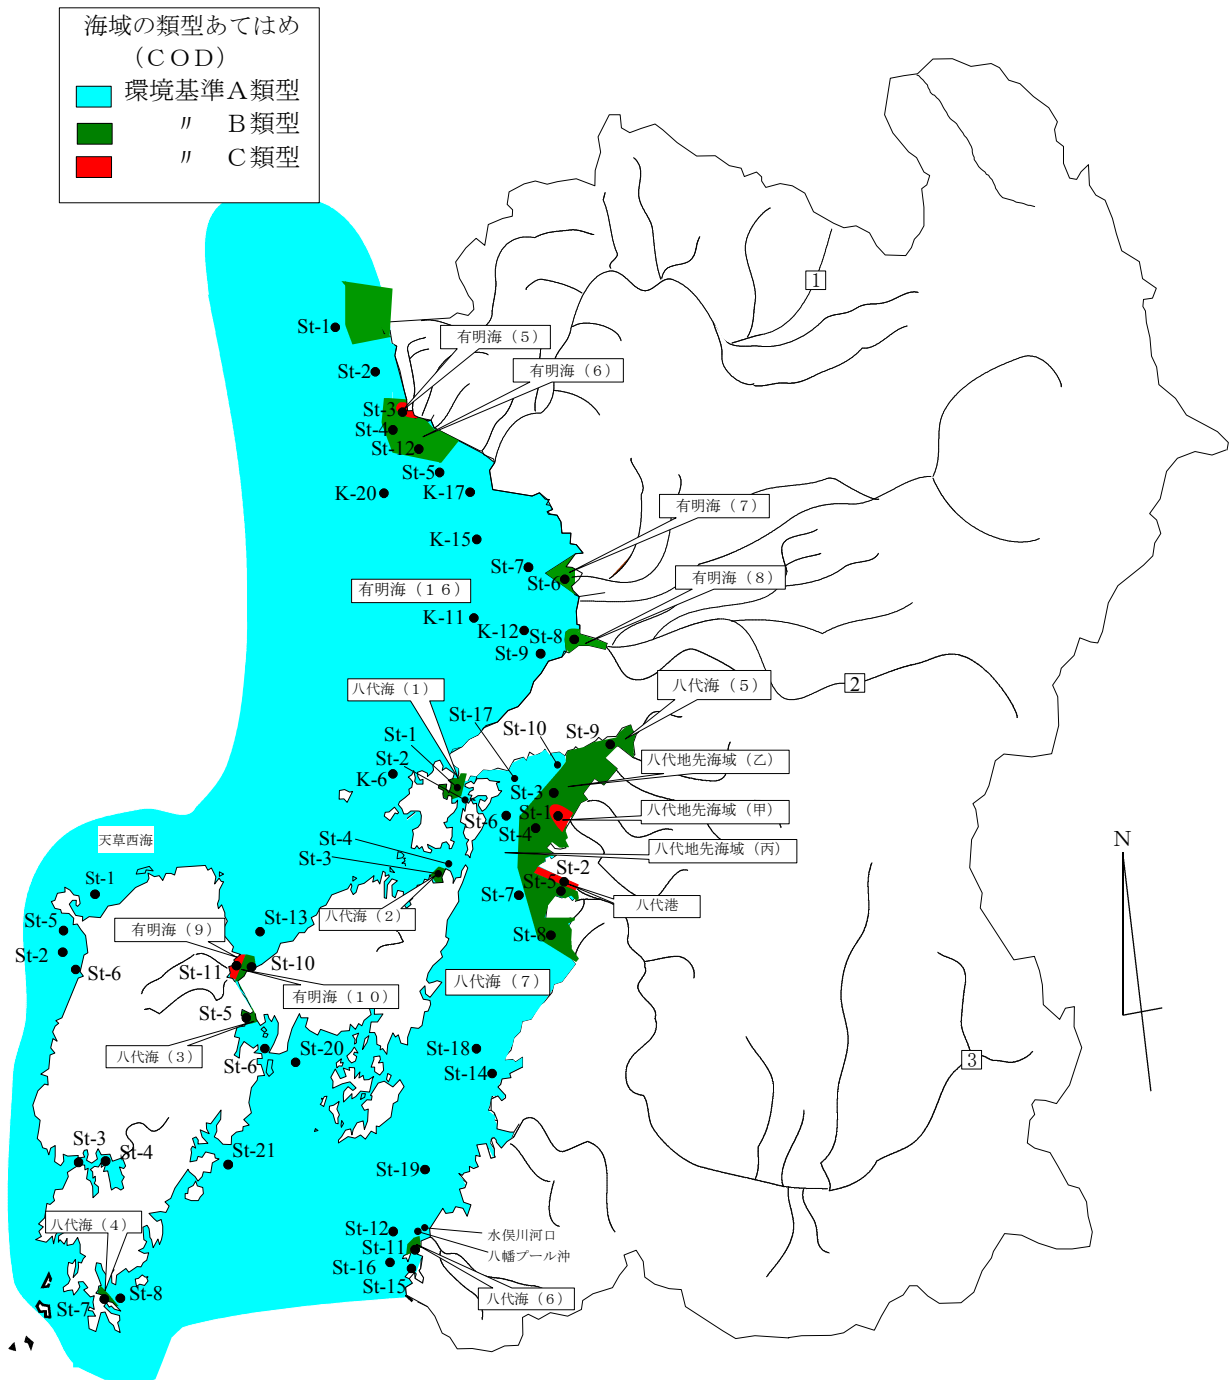 海域の類型あてはめ
（ＣＯＤ）
環境基準Ａ類型
〃 Ｂ類型
〃 Ｃ類型
1
St-1
有明海（５）
St-2
有明海（６）
St-3
St-4
St-12
St-5
K-20
K-17
有明海（７）
K-15
St-7
St-6
有明海（８）
有明海（１６）
K-11
K-12
St-8
St-9
2
八代海（１）
八代海（５）
St-17
St-1
St-10
St-9
St-2
八代地先海域（乙）
K-6
St-3
八代地先海域（甲）
St-1
St-6
St-4
八代地先海域（丙）
天草西海
St-4
St-3
St-2
St-5
St-1
St-7
八代港
八代海（２）
St-13
St-5
有明海（９）
St-8
St-2
St-6
St-11
St-10
八代海（７）
有明海（１０）
St-5
八代海（３）
St-6
St-20
St-18
3
St-14
St-3
St-4
St-21
St-19
八代海（４）
St-12
水俣川河口
St-11
八幡プール沖
St-16
St-15
八代海（６）
St-7
St-8
N